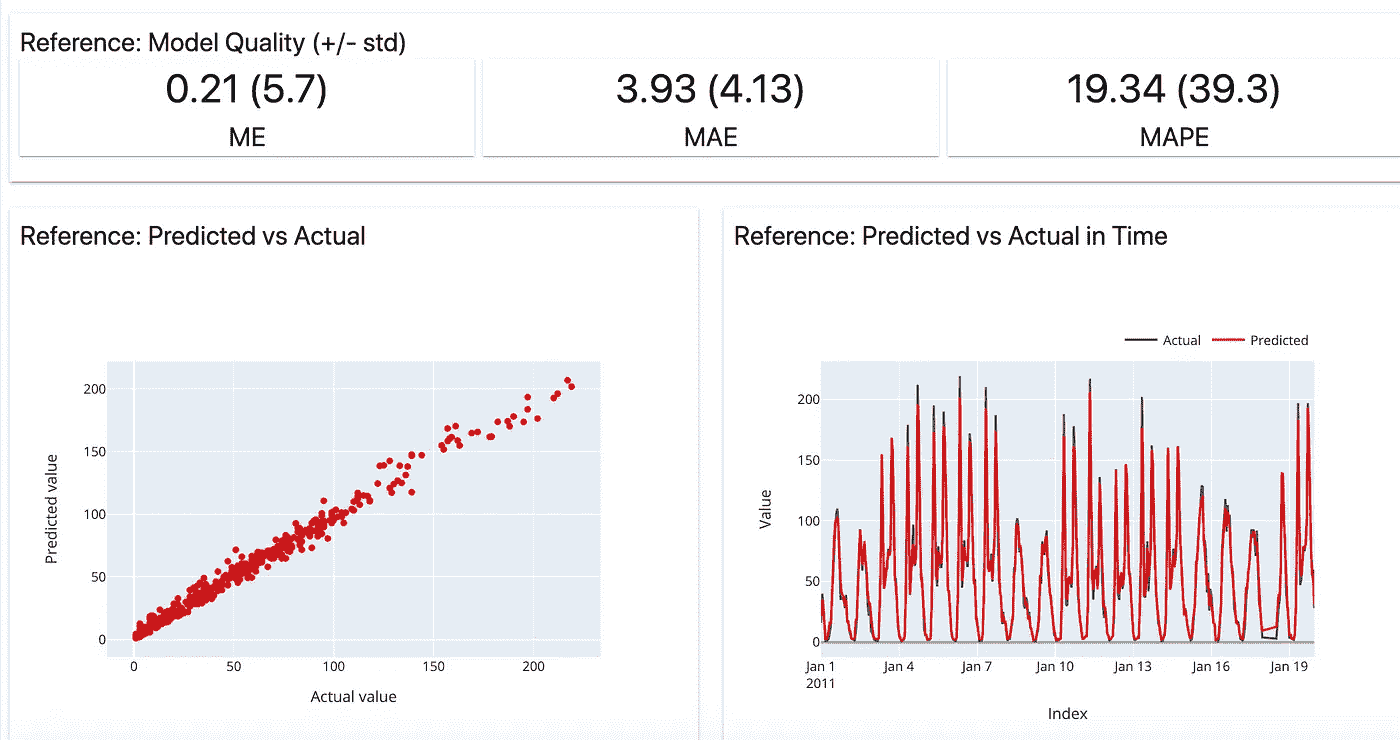 Reference: Model Quality (+/- std)
0.21 (5.7)
ME
3.93 (4.13)
MAE
19.34 (39.3)
MAPE
Reference: Predicted vs Actual
200
150
100
50
0
Predicted value
0
50
100
150
200
Actual value
Reference: Predicted vs Actual in Time
Actual
Predicted
200
150
100
50
0
Value
Jan 1
2011
Jan 4
Jan 7
Jan 10
Jan 13
Jan 16
Jan 19
Index